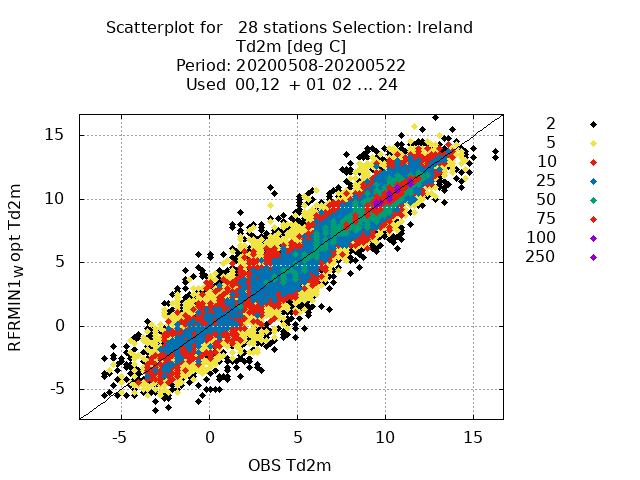 Scatterplot for 28 stations Selection: Ireland
Td2m [deg C]
Period: 20200508-20200522
Used 00,12 + 01 02 ... 24
RFRMIN1W opt Td2m
15
10
5
0
-5
-5 0 5 10 15
OBS Td2m
2
5
10
25
50
75
100
250